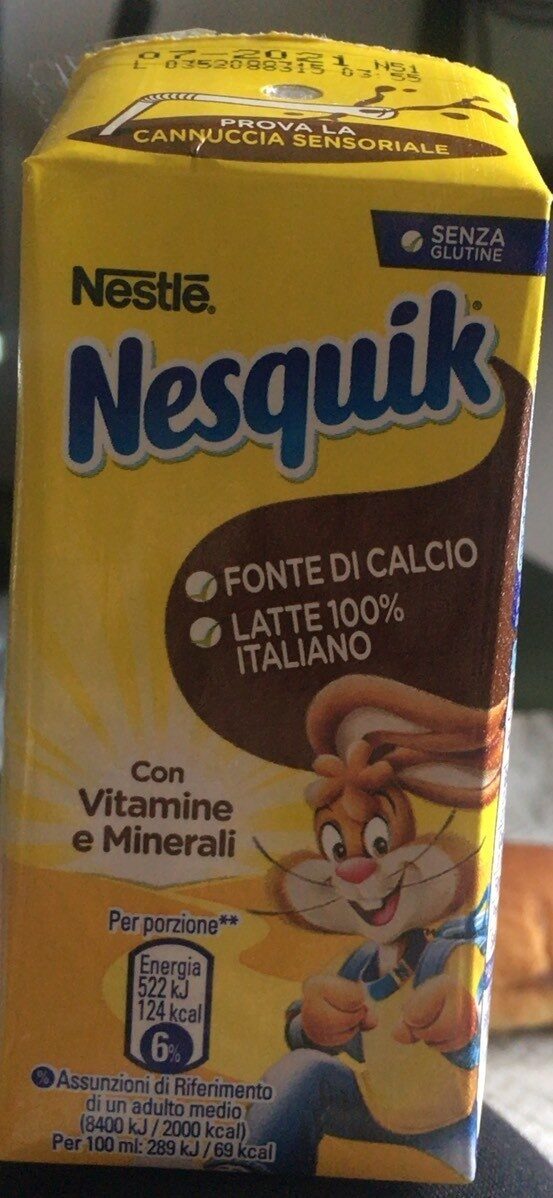 07-2021 N51
L 0352088315 03:55
PROVA LA
CANNUCCIA SENSORIALE
SENZA
GLUTINE
Nestlē®
Nesquik®
FONTE DI CALCIO
LATTE 100%
ITALIANO
Con
Vitamine
e Minerali
Per porzione**
Energia
522 kJ
124 kcal
6%
% Assunzioni di Riferimento
di un adulto medio
(8400 kJ / 2000 kcal)
Per 100 ml: 289 kJ / 69 kcal